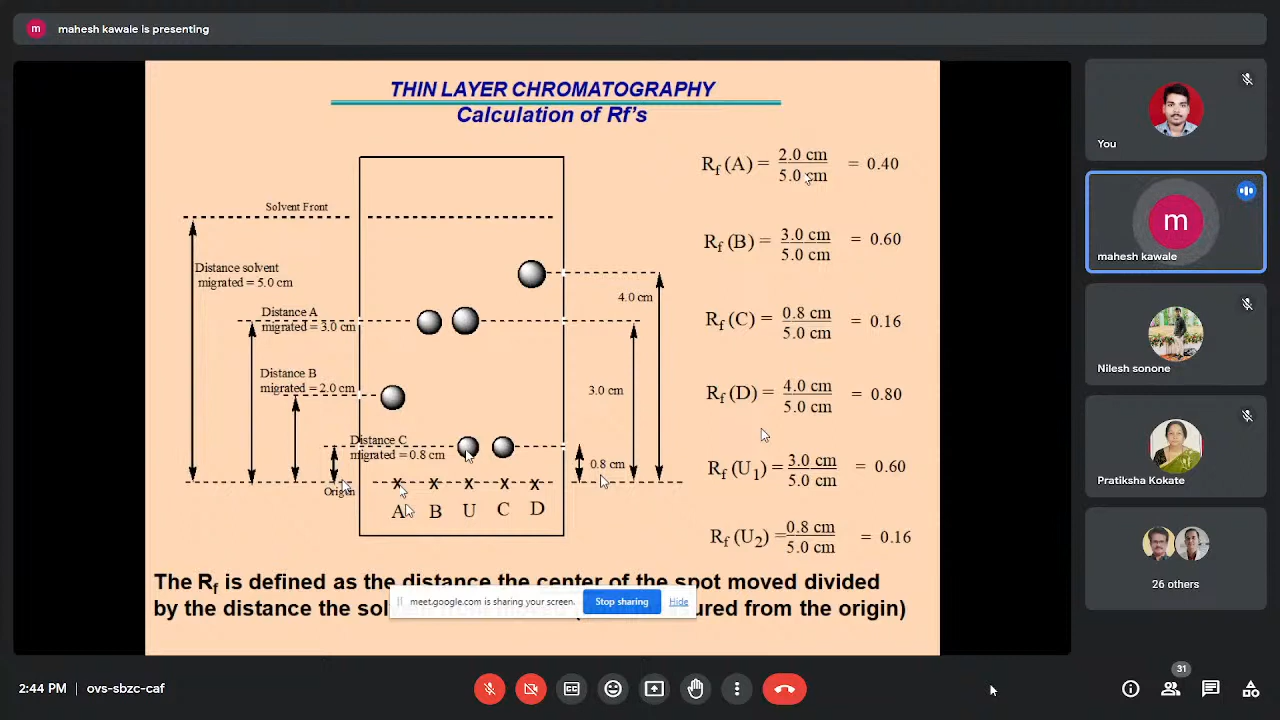 mahesh kawale is presenting
THIN LAYER CHROMATOGRAPHY
Calculation of Rf's
Solvent Front
Distance solvent
migrated = 5.0 cm
Distance A
migrated = 3.0 cm
Distance B
migrated = 2.0 cm
Distance C
migrated = 0.8 cm
Origin
4.0 cm
3.0 cm
0.8 cm
x x x x x
A B U C D
Rf (A) = 2.0 cm / 5.0 cm = 0.40
Rf (B) = 3.0 cm / 5.0 cm = 0.60
Rf (C) = 0.8 cm / 5.0 cm = 0.16
Rf (D) = 4.0 cm / 5.0 cm = 0.80
Rf (U1) = 3.0 cm / 5.0 cm = 0.60
Rf (U2) = 0.8 cm / 5.0 cm = 0.16
The Rf is defined as the distance the center of the spot moved divided
by the distance the from the origin)
meet.google.com is sharing your screen.
Stop sharing
Hide
You
m
mahesh kawale
Nilesh sonone
Pratiksha Kokate
26 others
2:44 PM
ovs-sbzc-caf
31